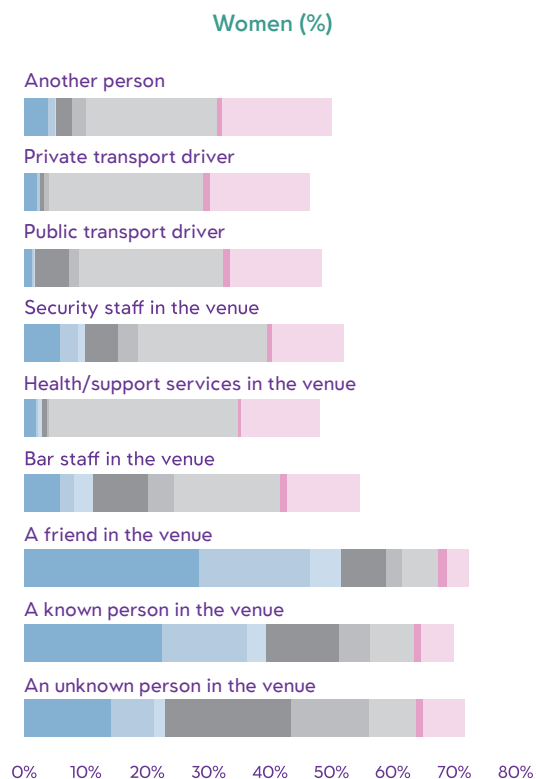 Women (%)
Another person
Private transport driver
Public transport driver
Security staff in the venue
Health/support services in the venue
Bar staff in the venue
A friend in the venue
A known person in the venue
An unknown person in the venue
0% 10% 20% 30% 40% 50% 60% 70% 80%